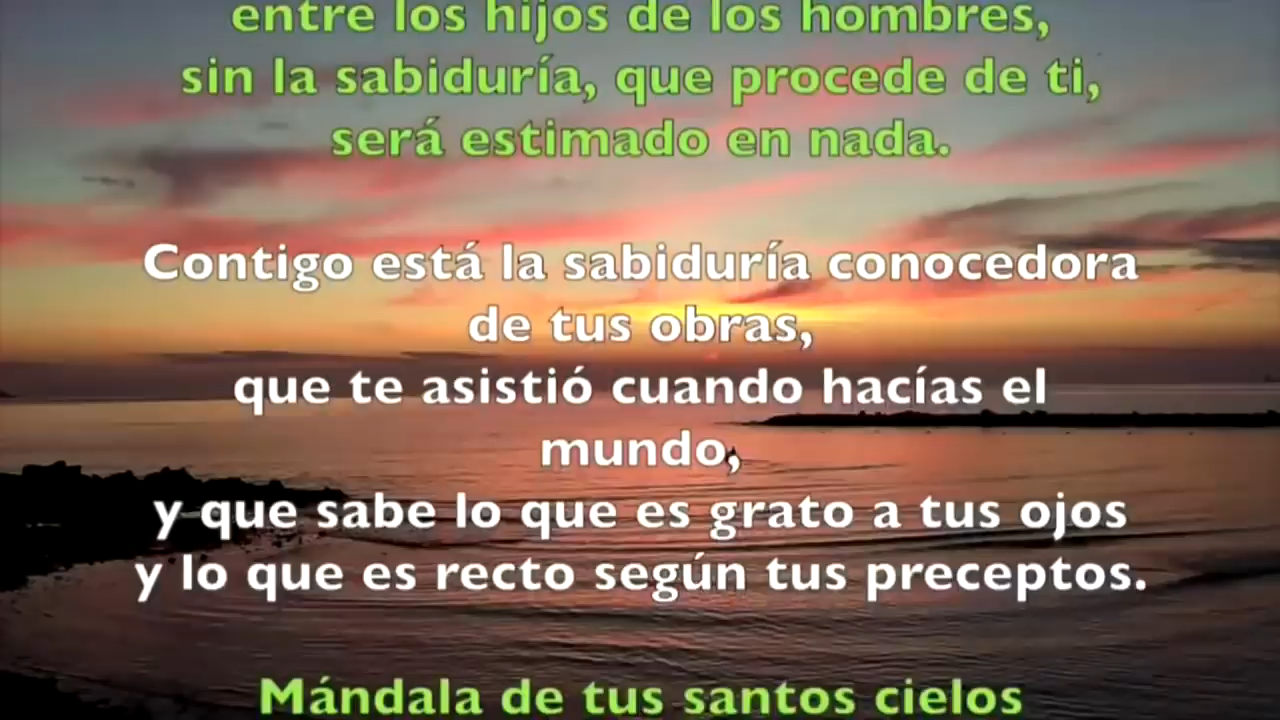 entre los hijos de los hombres,
sin la sabiduría, que procede de ti,
será estimado en nada.
Contigo está la sabiduría conocedora
de tus obras,
que te asistió cuando hacías el
mundo,
y que sabe lo que es grato a tus ojos
y lo que es recto según tus preceptos.
Mándala de tus santos cielos